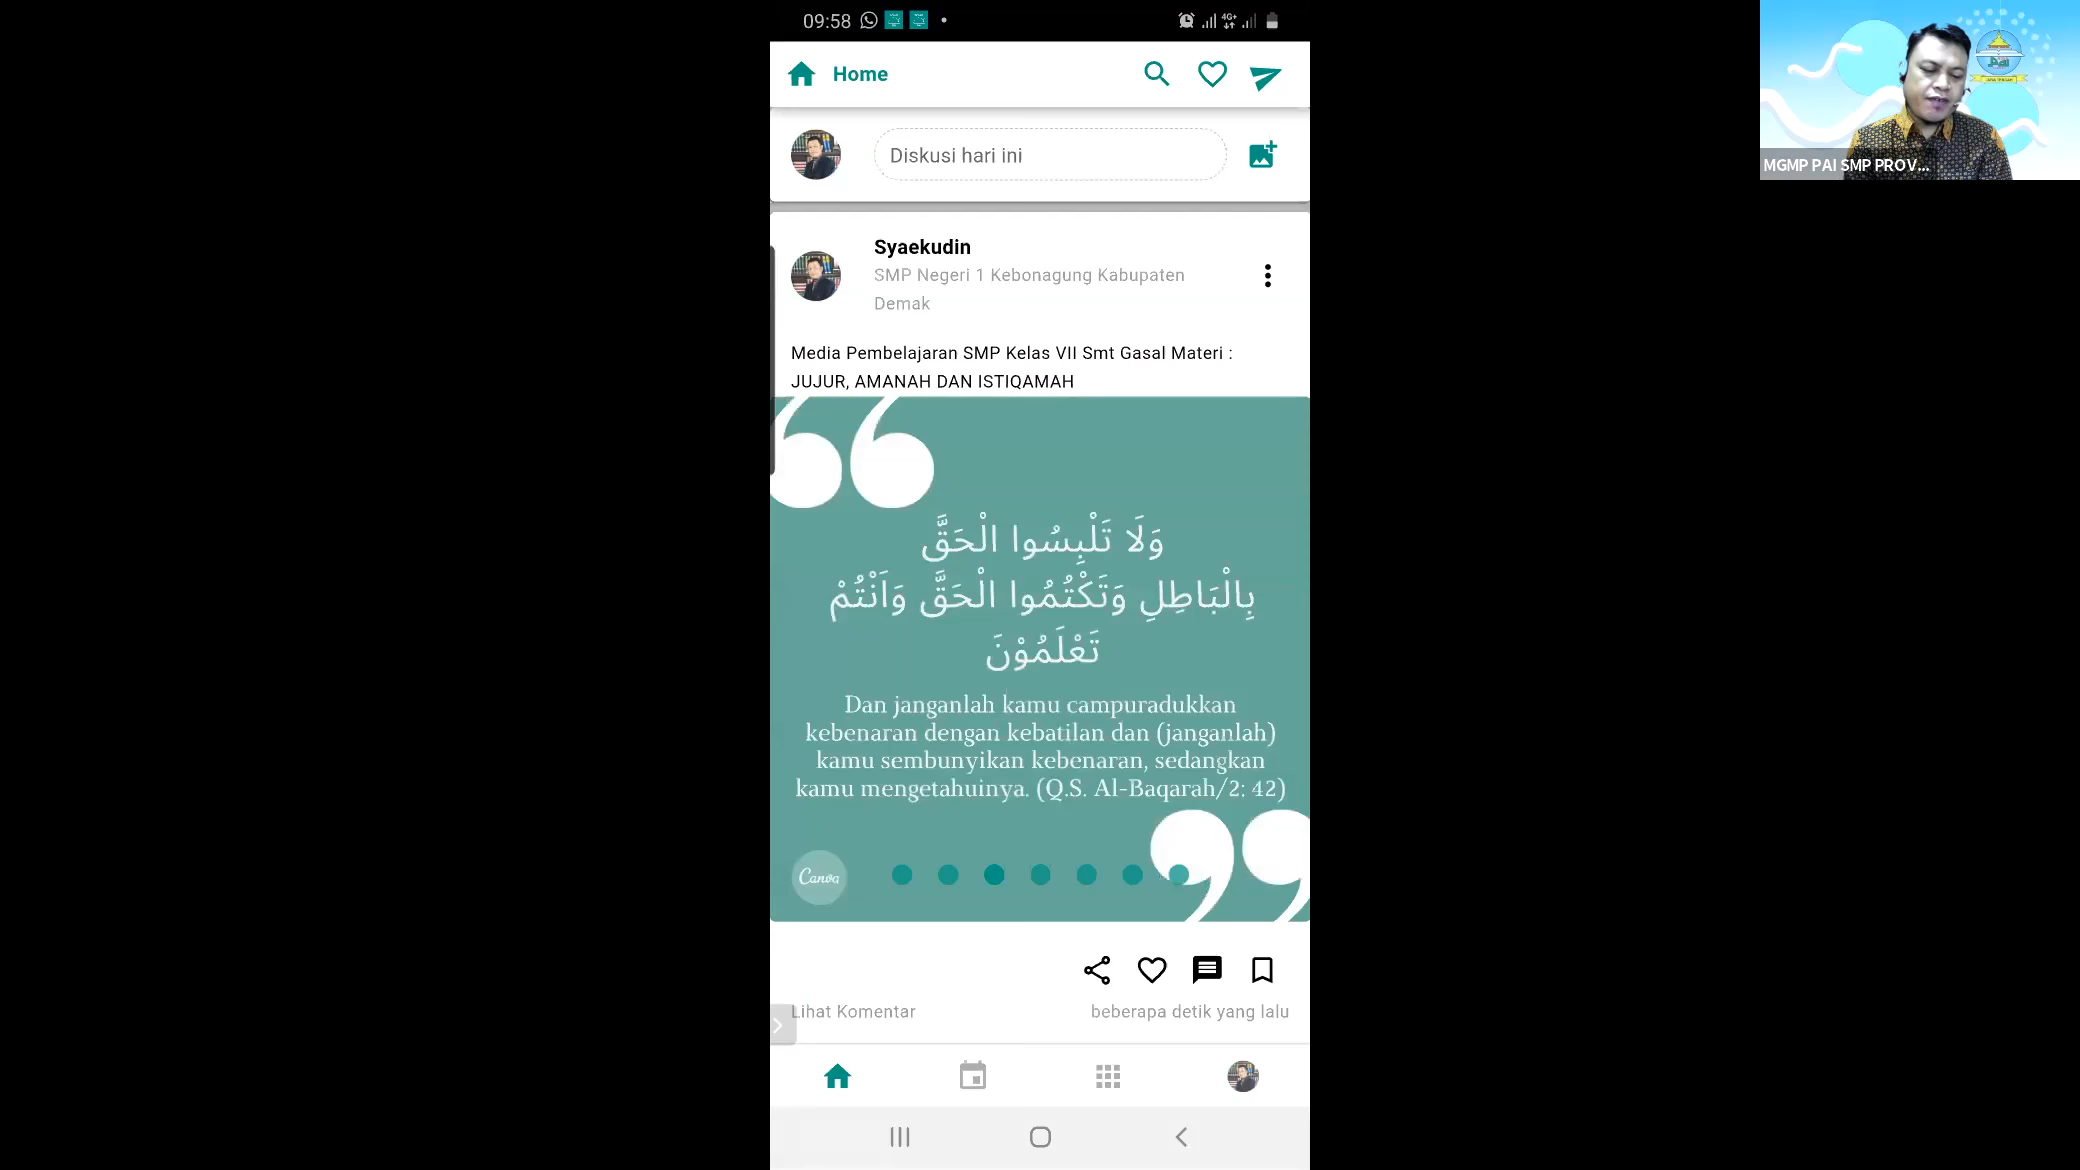 09:58
4G+
Home
Diskusi hari ini
Syaekudin
SMP Negeri 1 Kebonagung Kabupaten
Demak
Media Pembelajaran SMP Kelas VII Smt Gasal Materi :
JUJUR, AMANAH DAN ISTIQAMAH
وَلَا تَلْبِسُوا الْحَقَّ
بِالْبَاطِلِ وَتَكْتُمُوا الْحَقَّ وَاَنْتُمْ
تَعْلَمُوْنَ
Dan janganlah kamu campuradukkan
kebenaran dengan kebatilan dan (janganlah)
kamu sembunyikan kebenaran, sedangkan
kamu mengetahuinya. (Q.S. Al-Baqarah/2: 42)
Canva
Lihat Komentar
beberapa detik yang lalu
MGMP PAI SMP PROV...